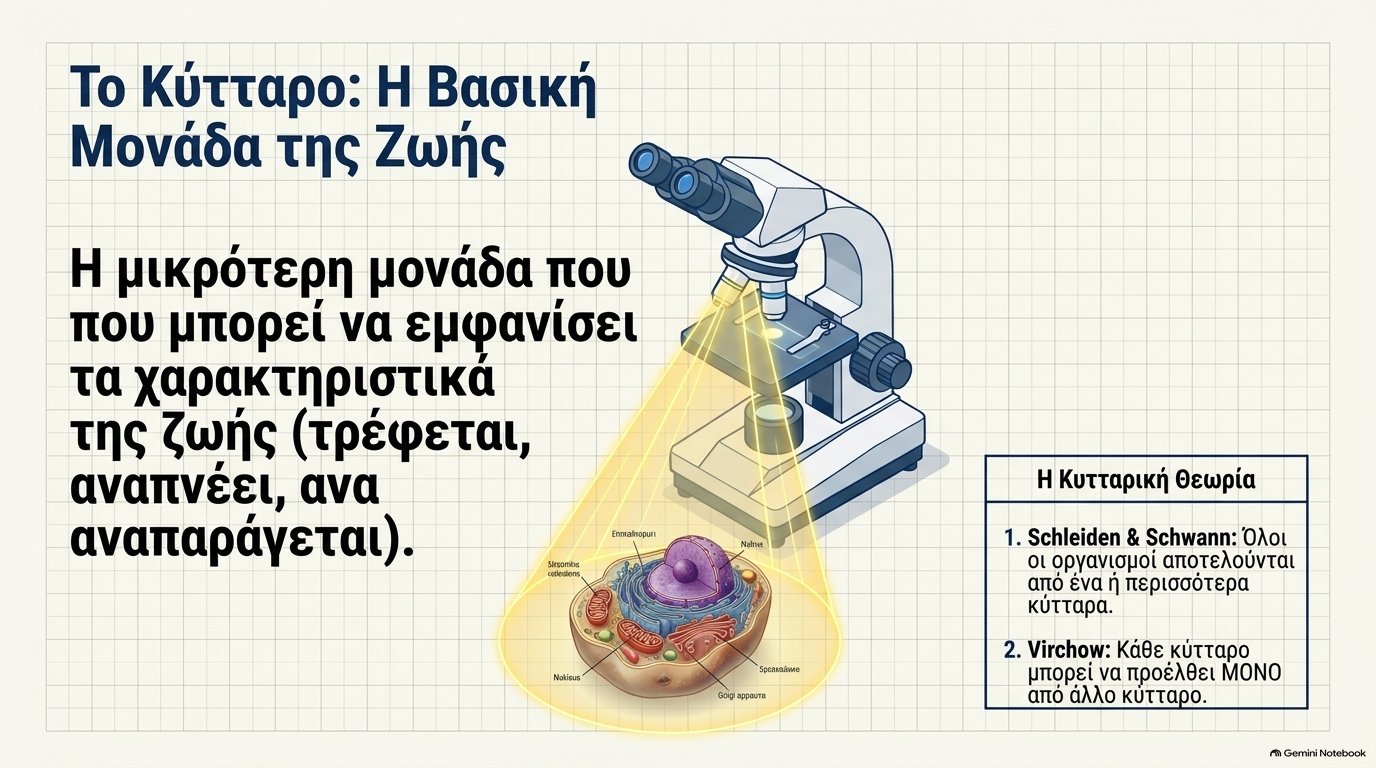 Το Κύτταρο: Η Βασική
Μονάδα της Ζωής
Η μικρότερη μονάδα που
που μπορεί να εμφανίσει
τα χαρακτηριστικά
της ζωής (τρέφεται,
αναπνέει, ανα
αναπαράγεται).
Nakisus
Golgi apparute
Η Κυτταρική Θεωρία
1. Schleiden & Schwann: Όλοι
οι οργανισμοί αποτελούνται
από ένα ή περισσότερα
κύτταρα.
2. Virchow: Κάθε κύτταρο
μπορεί να προέλθει ΜΟΝΟ
από άλλο κύτταρο.
Gemini Notebook